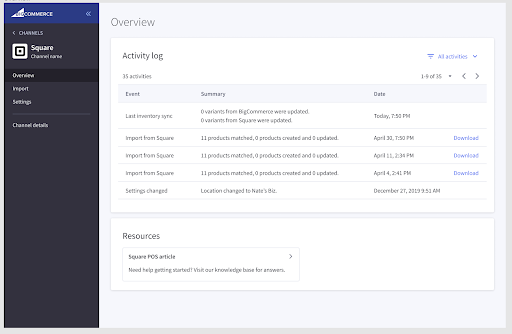 BIGCOMMERCE
CHANNELS
Square
Channel name
Overview
Import
Settings
Channel details
Overview
Activity log
All activities
35 activities
1-9 of 35
Event Summary Date
Last inventory sync 0 variants from BigCommerce were updated. Today, 7:50 PM
0 variants from Square were updated.
Import from Square 11 products matched, 0 products created and 0 updated. April 30, 7:50 PM Download
Import from Square 11 products matched, 0 products created and 0 updated. April 11, 2:34 PM Download
Import from Square 11 products matched, 0 products created and 0 updated. April 4, 2:41 PM Download
Settings changed Location changed to Nate's Biz. December 27, 2019 9:51 AM
Resources
Square POS article
Need help getting started? Visit our knowledge base for answers.